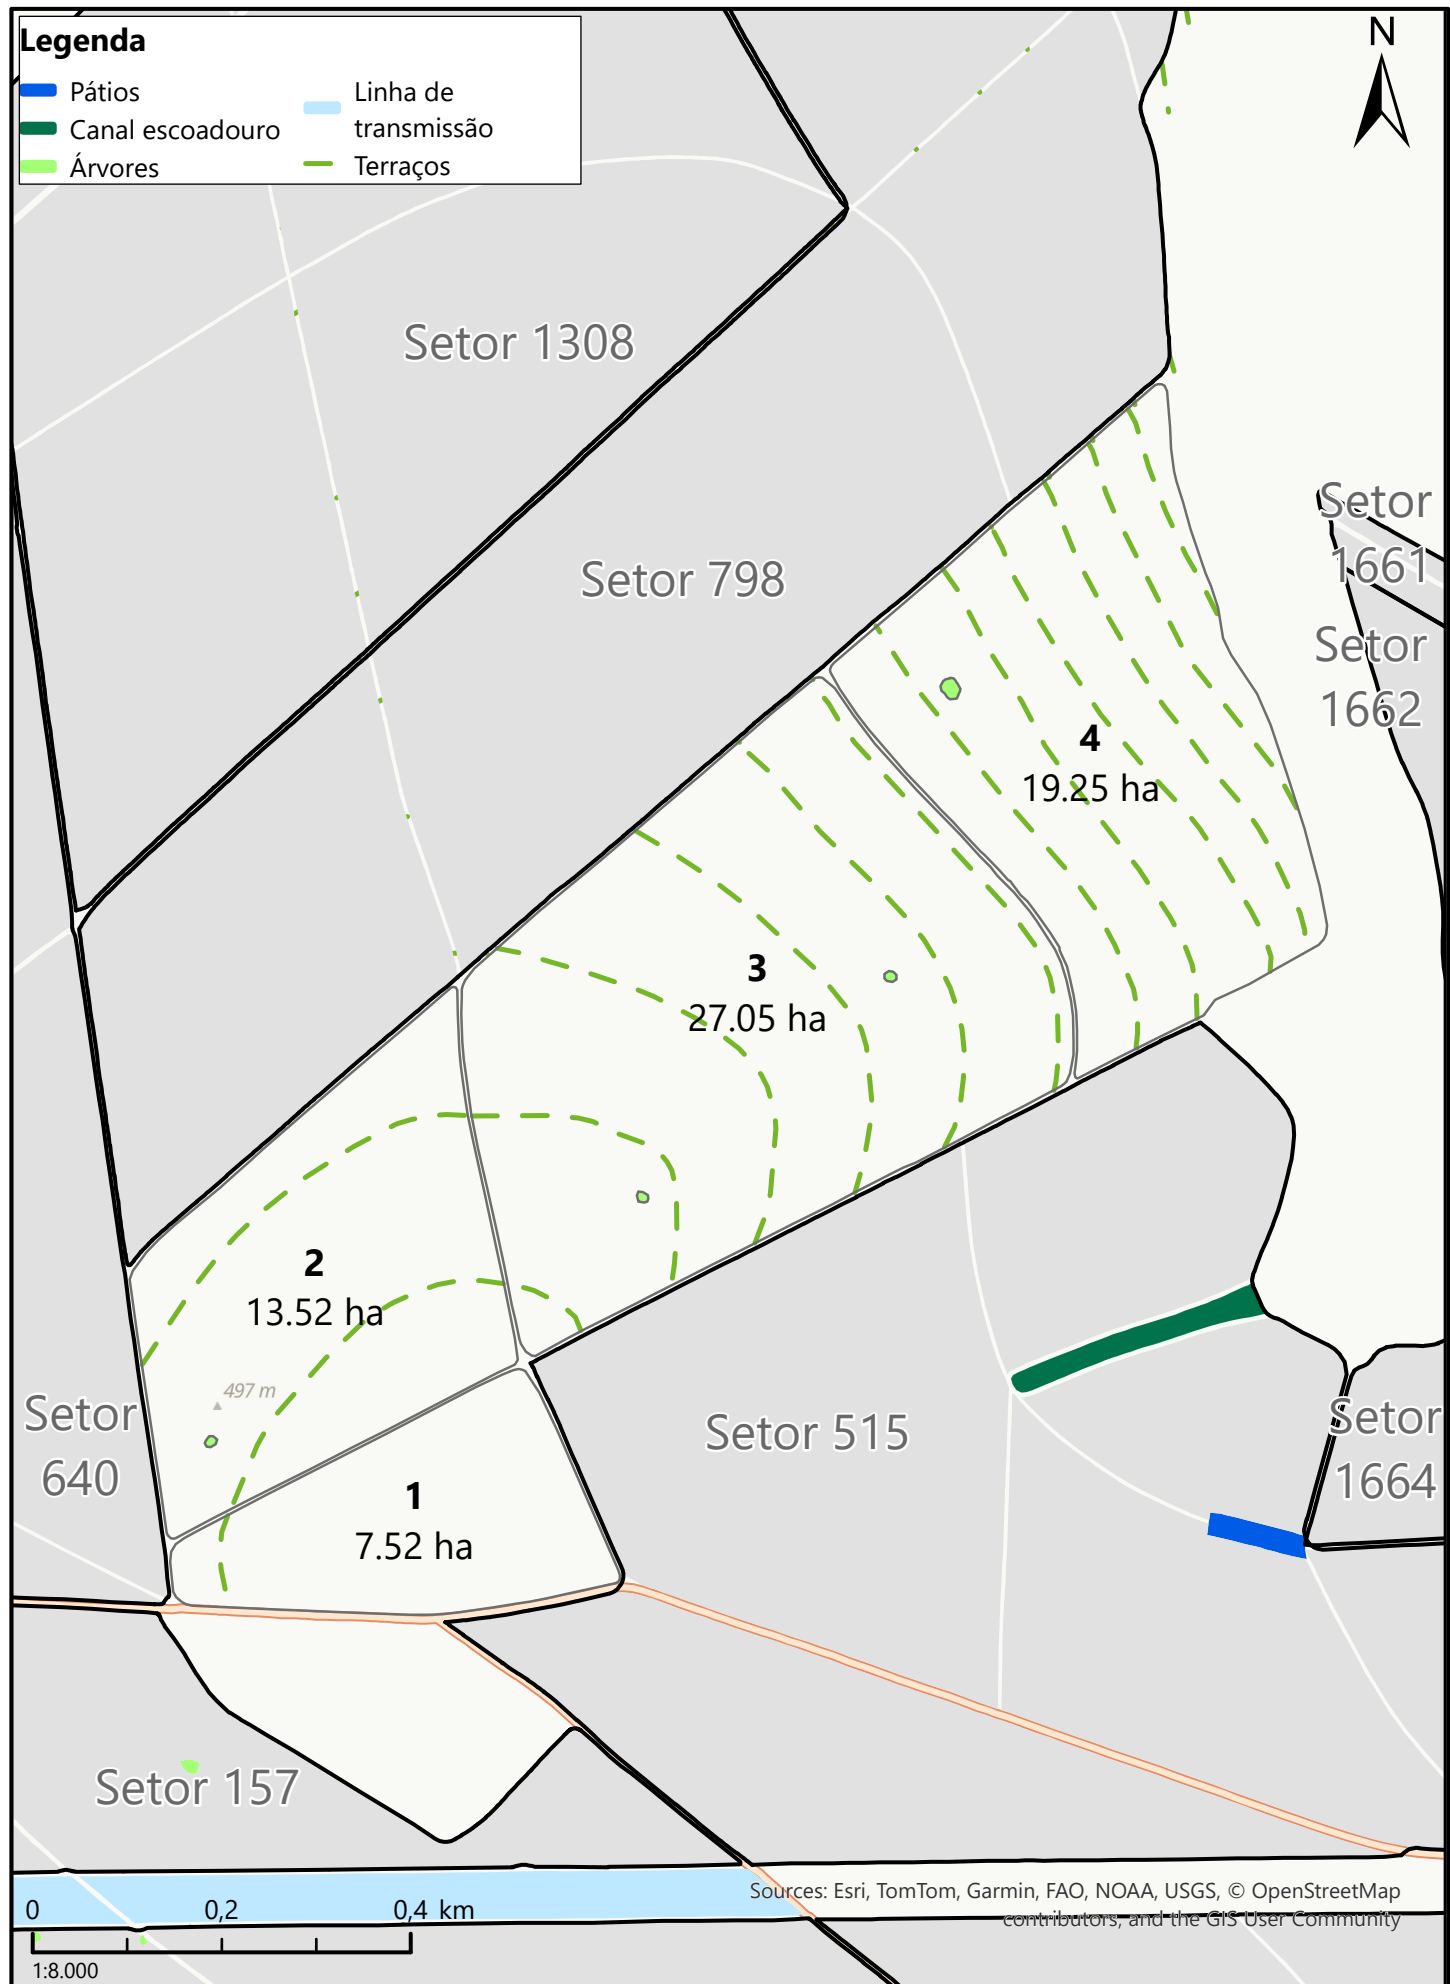 Legenda
Pátios
Canal escoadouro
Árvores
Linha de
transmissão
Terraços
N
Setor 1308
Setor 798
Setor
1661
Setor
1662
4
19.25 ha
3
27.05 ha
2
13.52 ha
497 m
Setor
640
Setor 515
Setor
1664
1
7.52 ha
Setor 157
Sources: Esri, TomTom, Garmin, FAO, NOAA, USGS, © OpenStreetMap
contributors, and the GIS User Community
0 0,2 0,4 km
1:8.000